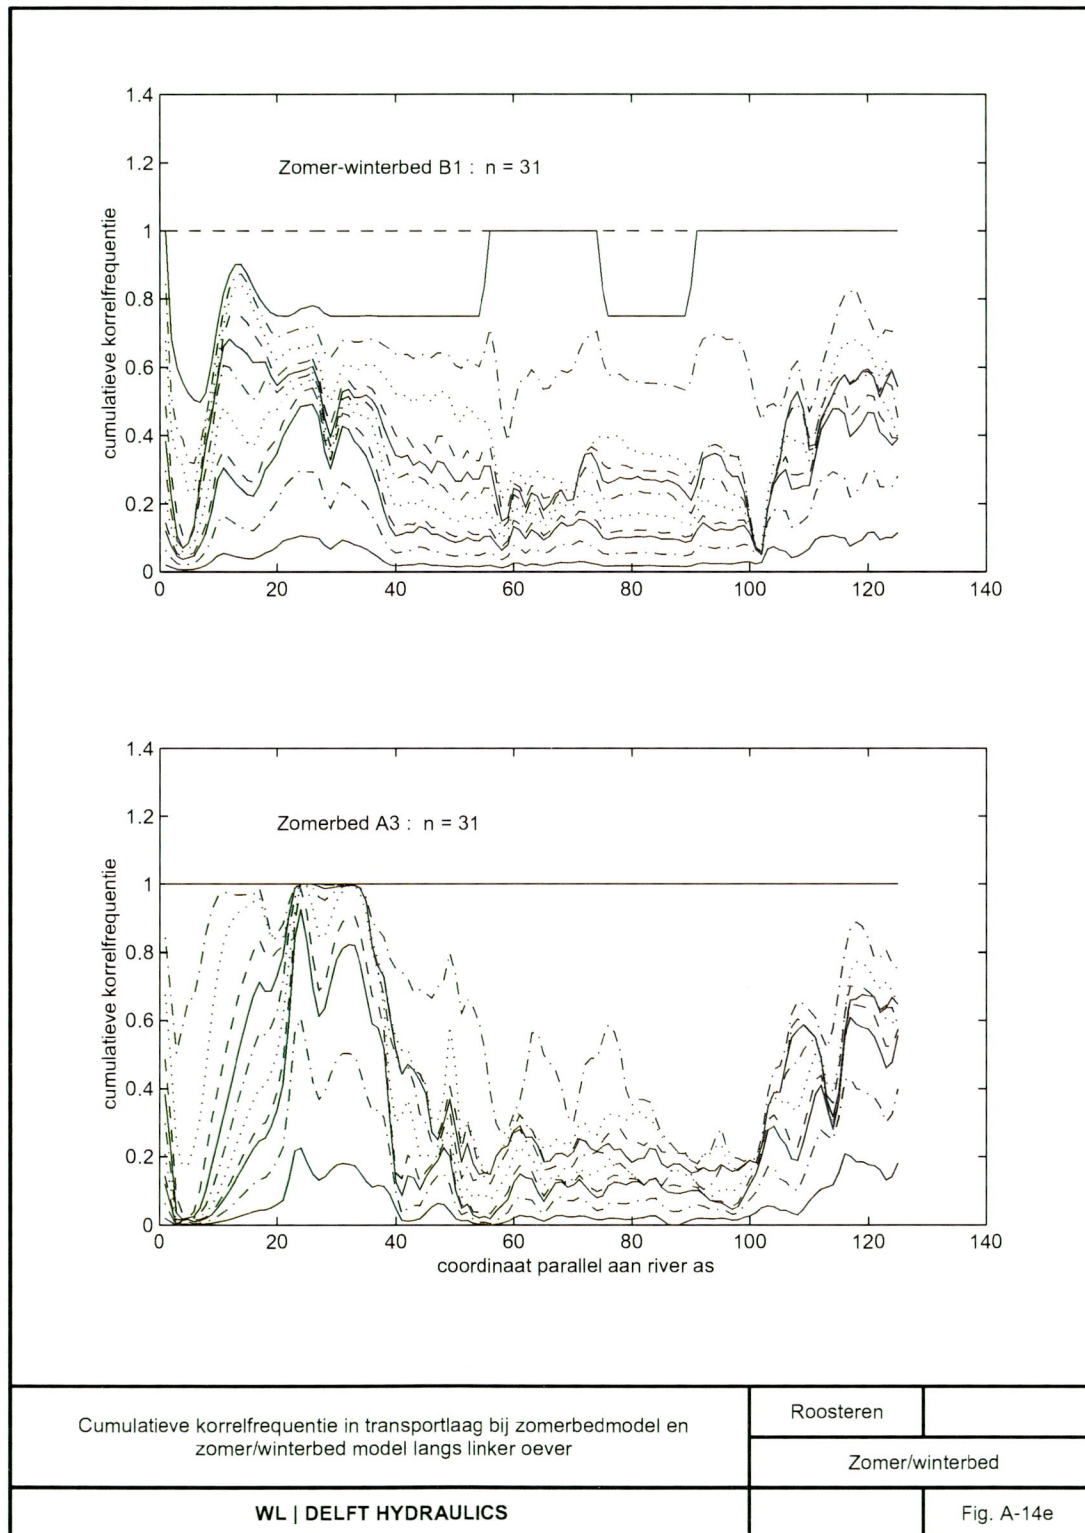 1.4
1.2
1
0.8
0.6
0.4
0.2
0
cumulatieve korrelfrequentie
Zomer-winterbed B1 : n = 31
0 20 40 60 80 100 120 140
1.4
1.2
1
0.8
0.6
0.4
0.2
0
cumulatieve korrelfrequentie
Zomerbed A3 : n = 31
0 20 40 60 80 100 120 140
coordinaat parallel aan river as
Cumulatieve korrelfrequentie in transportlaag bij zomerbedmodel en
zomer/winterbed model langs linker oever
Roosteren
Zomer/winterbed
WL | DELFT HYDRAULICS
Fig. A-14e